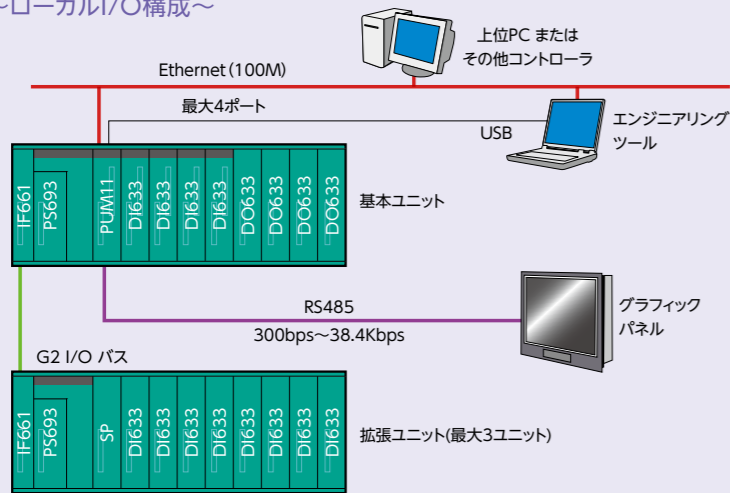 ～ローカルI/O構成～
上位PC または
その他コントローラ
Ethernet（100M）
最大4ポート
USB
エンジニアリング
ツール
IF661
PS693
PUM11
DI633
DI633
DI633
DI633
DO633
DO633
DO633
DO633
基本ユニット
RS485
300bps～38.4Kbps
グラフィック
パネル
G2 I/O バス
IF661
PS693
SP
DI633
DI633
DI633
DI633
DI633
DI633
DI633
DI633
拡張ユニット(最大3ユニット)